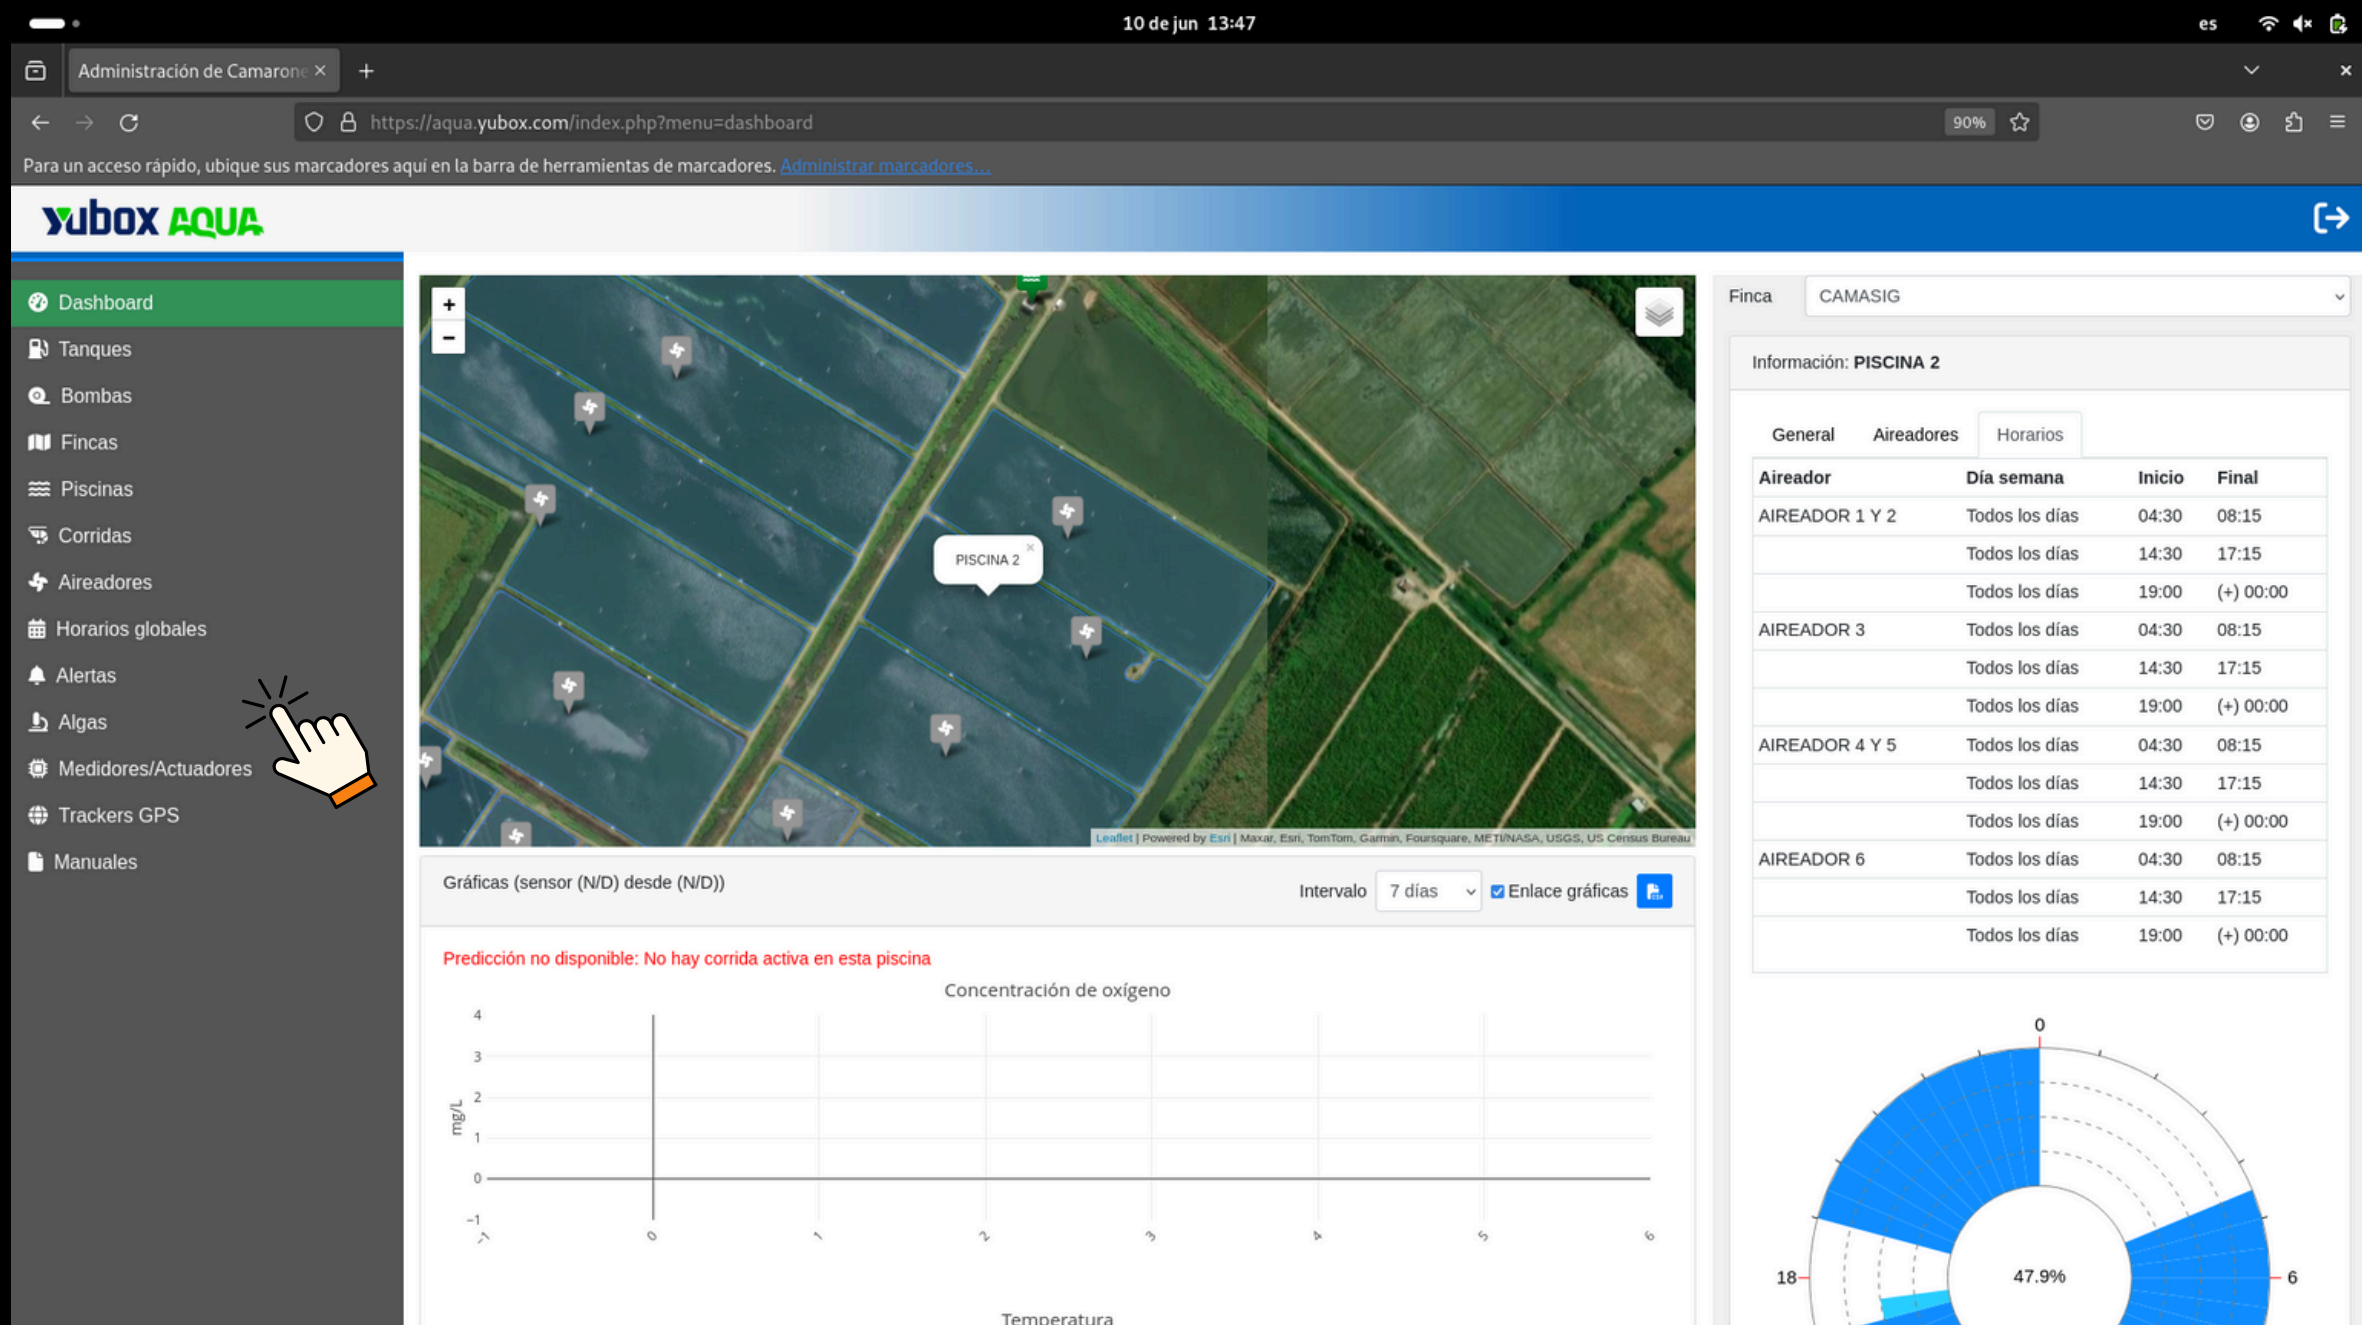 10 de jun 13:47
es
Administración de Camarone
https://aqua.yubox.com/index.php?menu=dashboard
90%
Para un acceso rápido, ubique sus marcadores aquí en la barra de herramientas de marcadores. Administrar marcadores...
yubox AQUA
Dashboard
Tanques
Bombas
Fincas
Piscinas
Corridas
Aireadores
Horarios globales
Alertas
Algas
Medidores/Actuadores
Trackers GPS
Manuales
+
−
PISCINA 2
×
Leaflet | Powered by Esri | Maxar, Esri, TomTom, Garmin, Foursquare, METI/NASA, USGS, US Census Bureau
Gráficas (sensor (N/D) desde (N/D))
Intervalo 7 días Enlace gráficas
Predicción no disponible: No hay corrida activa en esta piscina
Concentración de oxígeno
4
3
2
1
0
−1
mg/L
−1 0 1 2 3 4 5 6
Temperatura
Finca CAMASIG
Información: PISCINA 2
General Aireadores Horarios
Aireador Día semana Inicio Final
AIREADOR 1 Y 2 Todos los días 04:30 08:15
Todos los días 14:30 17:15
Todos los días 19:00 (+) 00:00
AIREADOR 3 Todos los días 04:30 08:15
Todos los días 14:30 17:15
Todos los días 19:00 (+) 00:00
AIREADOR 4 Y 5 Todos los días 04:30 08:15
Todos los días 14:30 17:15
Todos los días 19:00 (+) 00:00
AIREADOR 6 Todos los días 04:30 08:15
Todos los días 14:30 17:15
Todos los días 19:00 (+) 00:00
0
18 47.9% 6